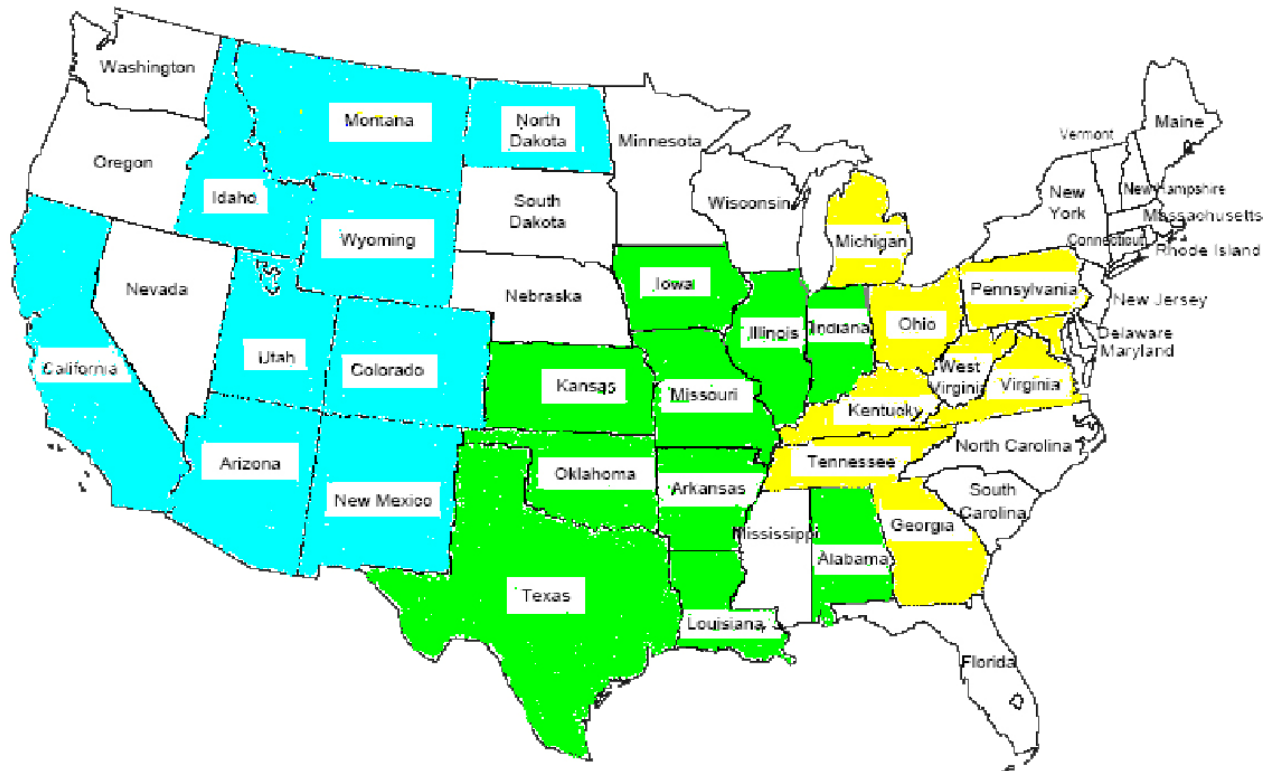 Washington
Montana
North
Dakota
Minnesota
Vermont
Maine
Oregon
Idaho
South
Dakota
Wisconsin
New
York
New Hampshire
Massachusetts
Wyoming
Michigan
Connecticut
Rhode Island
Nevada
Iowa
Nebraska
Pennsylvania
New Jersey
Utah
Colorado
Illinois
Indiana
Ohio
Delaware
Maryland
California
Kansas
Missouri
West
Virginia
Virginia
Kentucky
Arizona
New Mexico
Oklahoma
Arkansas
Tennessee
North Carolina
South
Carolina
Mississippi
Alabama
Georgia
Texas
Louisiana
Florida